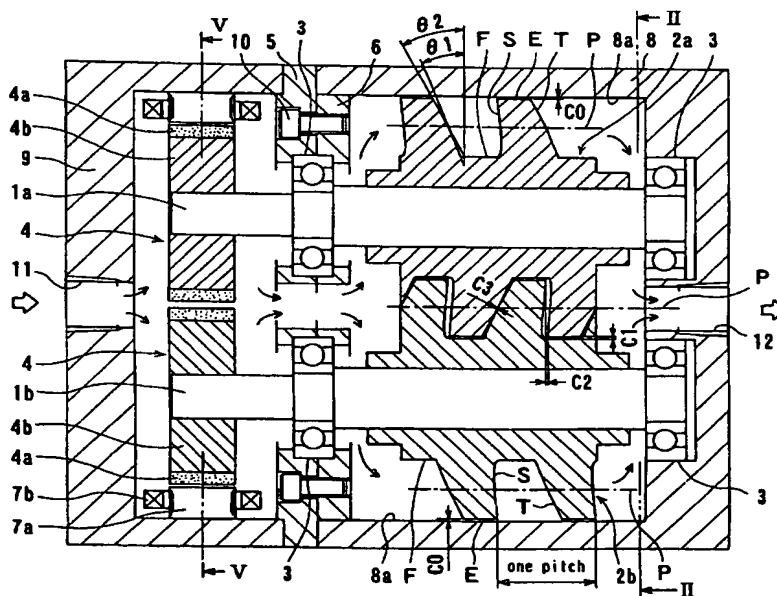 V 3 θ2 II
10 5 6 θ1 F S E T P 8a 8 2a 3
4a
4b
9
1a
4
11
4
1b
4b
4a
7b
7a
C0
C3
P
12
C1
C2
S
T
3
V 3 8a F E one pitch 2b P
C0
II